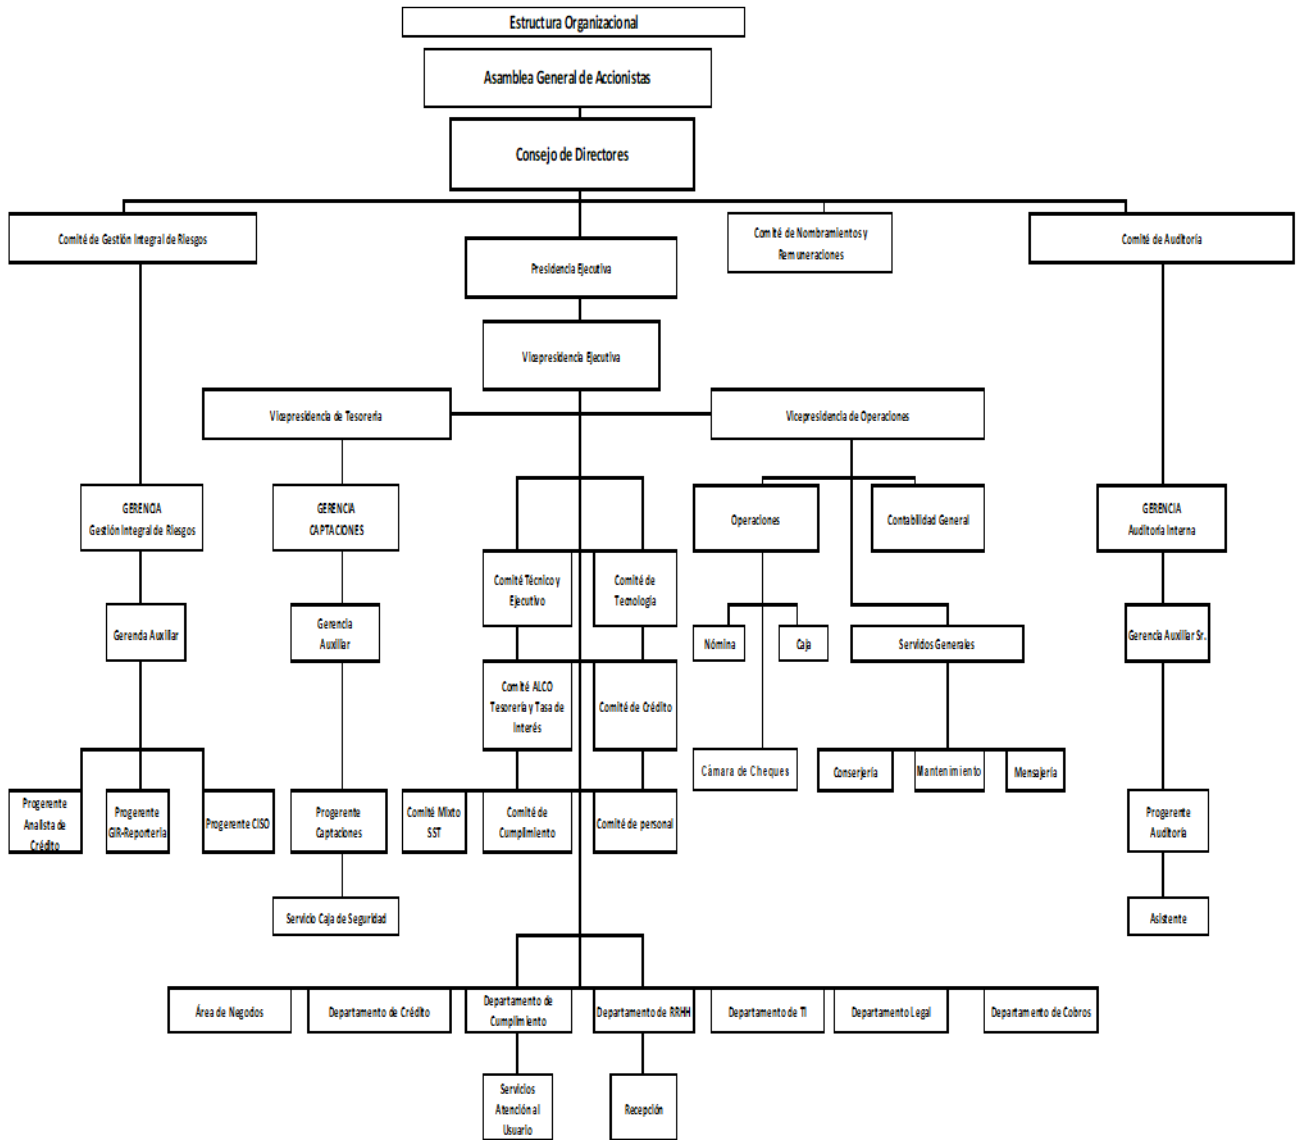 Estructura Organizacional
Asamblea General de Accionistas
Consejo de Directores
Comité de Gestión Integral de Riesgos
Presidencia Ejecutiva
Comité de Nombramientos y
Remuneraciones
Comité de Auditoría
Vicepresidencia Ejecutiva
Vicepresidencia de Tesorería
Vicepresidencia de Operaciones
GERENCIA
Gestión Integral de Riesgos
GERENCIA
CAPTACIONES
Operaciones
Contabilidad General
GERENCIA
Auditoría Interna
Comité Técnico y
Ejecutivo
Comité de
Tecnología
Gerencia Auxiliar
Gerencia
Auxiliar
Nómina
Caja
Servidos Generales
Gerencia Auxiliar Sr.
Comité ALCO
Tesorería y Tasa de
Interés
Comité de Crédito
Cámara de Cheques
Conserjería
Mantenimiento
Mensajería
Progerente
Analista de
Crédito
Progerente
GIR-Reportería
Progerente CISO
Progerente
Captaciones
Comité Mixto
SST
Comité de
Cumplimiento
Comité de personal
Progerente
Auditoría
Servicio Caja de Seguridad
Asistente
Área de Negodos
Departamento de Crédito
Departamento de
Cumplimiento
Departamento de RRHH
Departamento de TI
Departamento Legal
Departamento de Cobros
Servicios
Atención al
Usuario
Recepción